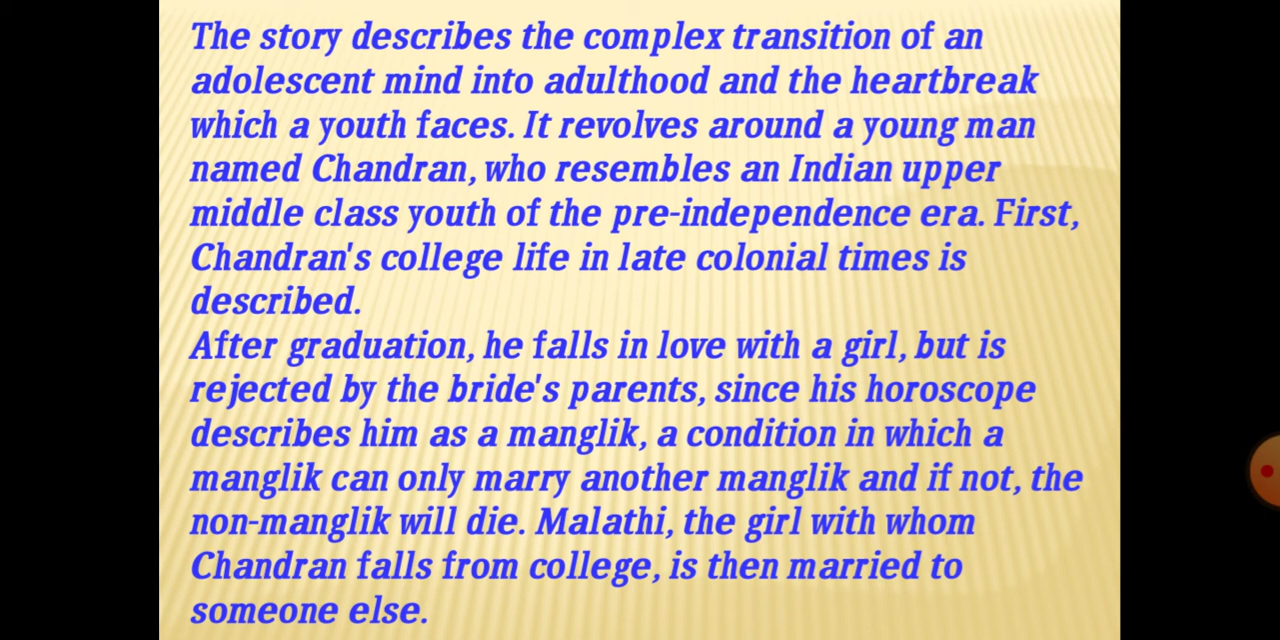 The story describes the complex transition of an
adolescent mind into adulthood and the heartbreak
which a youth faces. It revolves around a young man
named Chandran, who resembles an Indian upper
middle class youth of the pre-independence era. First,
Chandran's college life in late colonial times is
described.
After graduation, he falls in love with a girl, but is
rejected by the bride's parents, since his horoscope
describes him as a manglik, a condition in which a
manglik can only marry another manglik and if not, the
non-manglik will die. Malathi, the girl with whom
Chandran falls from college, is then married to
someone else.